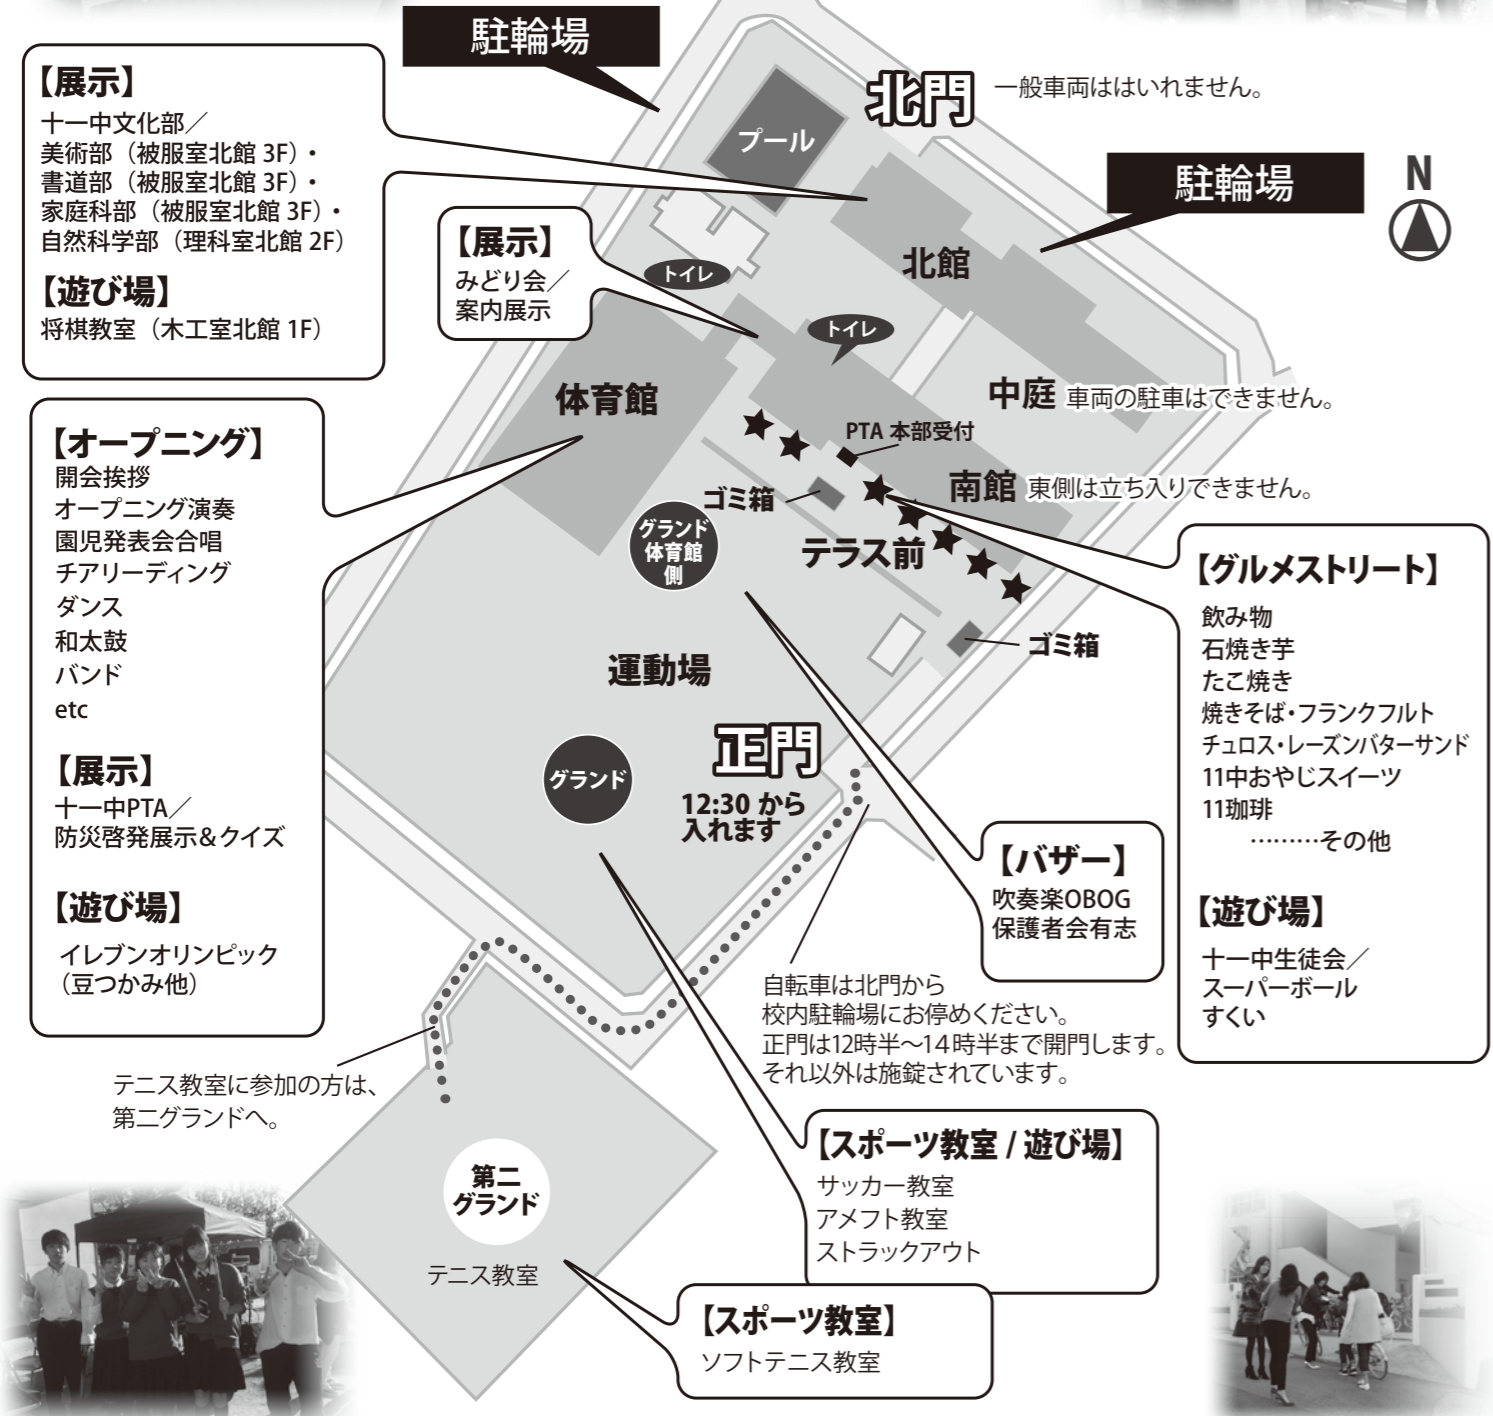 駐輪場
北門 一般車両ははいれません。
【展示】
十一中文化部／
美術部（被服室北館 3F）・
書道部（被服室北館 3F）・
家庭科部（被服室北館 3F）・
自然科学部（理科室北館 2F）
【遊び場】
将棋教室（木工室北館 1F）
プール
駐輪場
N
【展示】
みどり会／
案内展示
トイレ
北館
トイレ
体育館
中庭 車両の駐車はできません。
PTA 本部受付
南館 東側は立ち入りできません。
ゴミ箱
グランド
体育館
側
テラス前
ゴミ箱
【オープニング】
開会挨拶
オープニング演奏
園児発表会合唱
チアリーディング
ダンス
和太鼓
バンド
etc
【展示】
十一中PTA／
防災啓発展示＆クイズ
【遊び場】
イレブンオリンピック
（豆つかみ他）
【グルメストリート】
飲み物
石焼き芋
たこ焼き
焼きそば・フランクフルト
チュロス・レーズンバターサンド
11中おやじスイーツ
11珈琲
………その他
【遊び場】
十一中生徒会／
スーパーボール
すくい
運動場
グランド
正門
12:30 から
入れます
【バザー】
吹奏楽OBOG
保護者会有志
自転車は北門から
校内駐輪場にお停めください。
正門は12時半～14時半まで開門します。
それ以外は施錠されています。
テニス教室に参加の方は、
第二グランドへ。
第二
グランド
テニス教室
【スポーツ教室 / 遊び場】
サッカー教室
アメフト教室
ストラックアウト
【スポーツ教室】
ソフトテニス教室